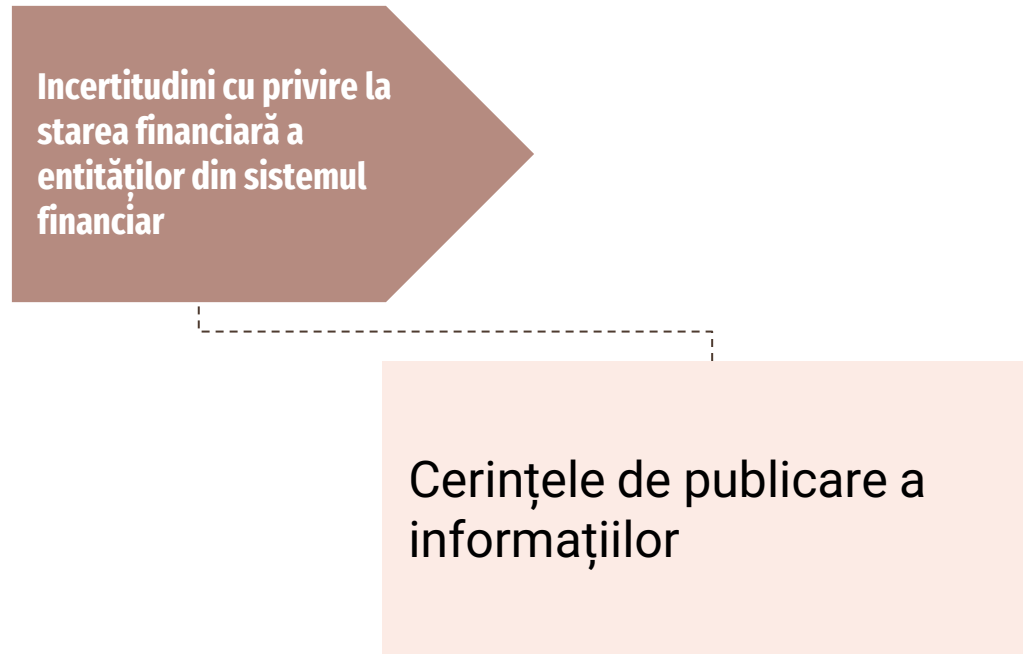 Incertitudini cu privire la
starea financiară a
entităților din sistemul
financiar
Cerințele de publicare a
informațiilor